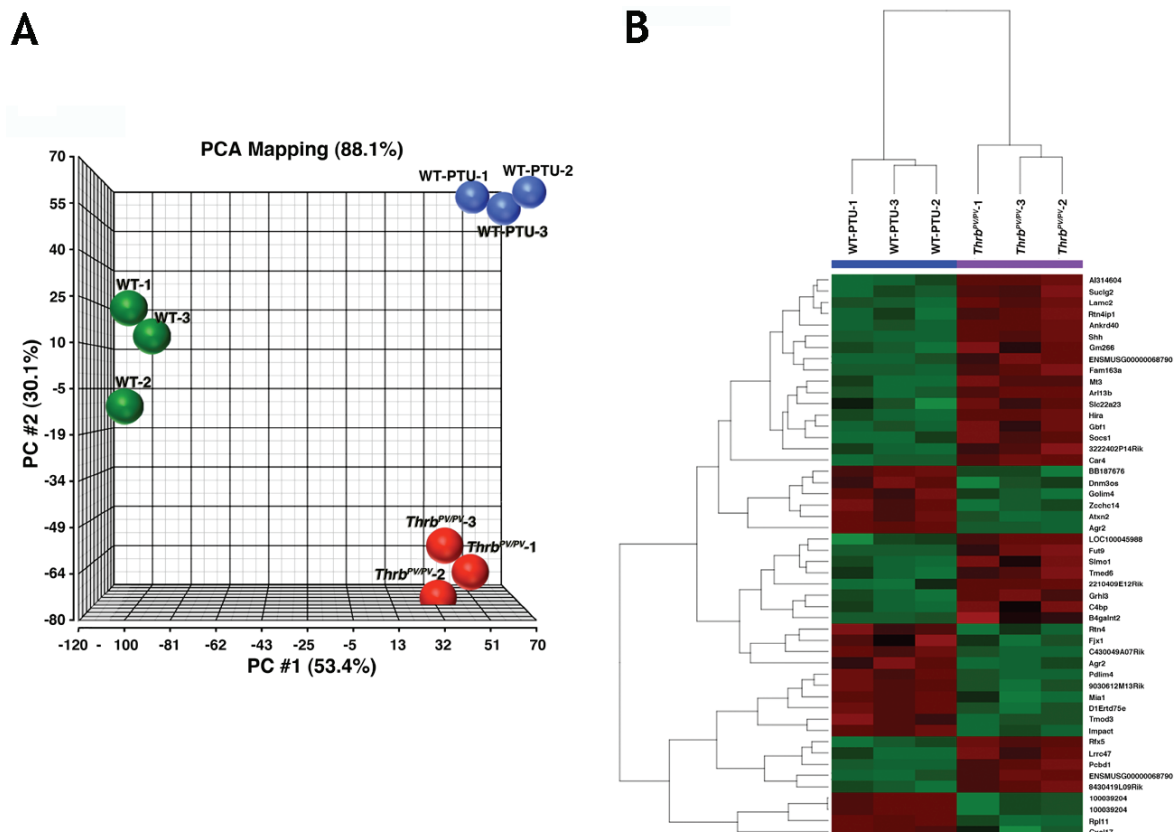 A
B
PCA Mapping (88.1%)
70
55
40
25
10
-5
-19
-34
-49
-64
-80
PC #2 (30.1%)
WT-PTU-1
WT-PTU-2
WT-PTU-3
WT-1
WT-3
WT-2
Thrb^PV/PV-3
Thrb^PV/PV-1
Thrb^PV/PV-2
-120 - 100 -81 -62 -43 -24 -5 13 32 51 70
PC #1 (53.4%)
WT-PTU-1
WT-PTU-3
WT-PTU-2
Thrb^PV/PV-1
Thrb^PV/PV-3
Thrb^PV/PV-2
AI314604
Suclg2
Lamc2
Rtn4ip1
Ankrd40
Shh
Gm266
ENSMUSG00000068790
Fam163a
Mt3
Arl13b
Slc22a23
Hira
Gbf1
Socs1
3222402P14Rik
Car4
BB187676
Dnm3os
Golim4
Zcchc14
Atxn2
Agr2
LOC100045988
Fut9
Slmo1
Tmed6
2210409E12Rik
Grhl3
C4bp
B4galnt2
Rtn4
Fjx1
C430049A07Rik
Agr2
Pdlim4
9030612M13Rik
Mia1
D1Ertd75e
Tmod3
Impact
Rfx5
Lrrc47
Pcbd1
ENSMUSG00000068790
8430419L09Rik
100039204
100039204
Rpl11